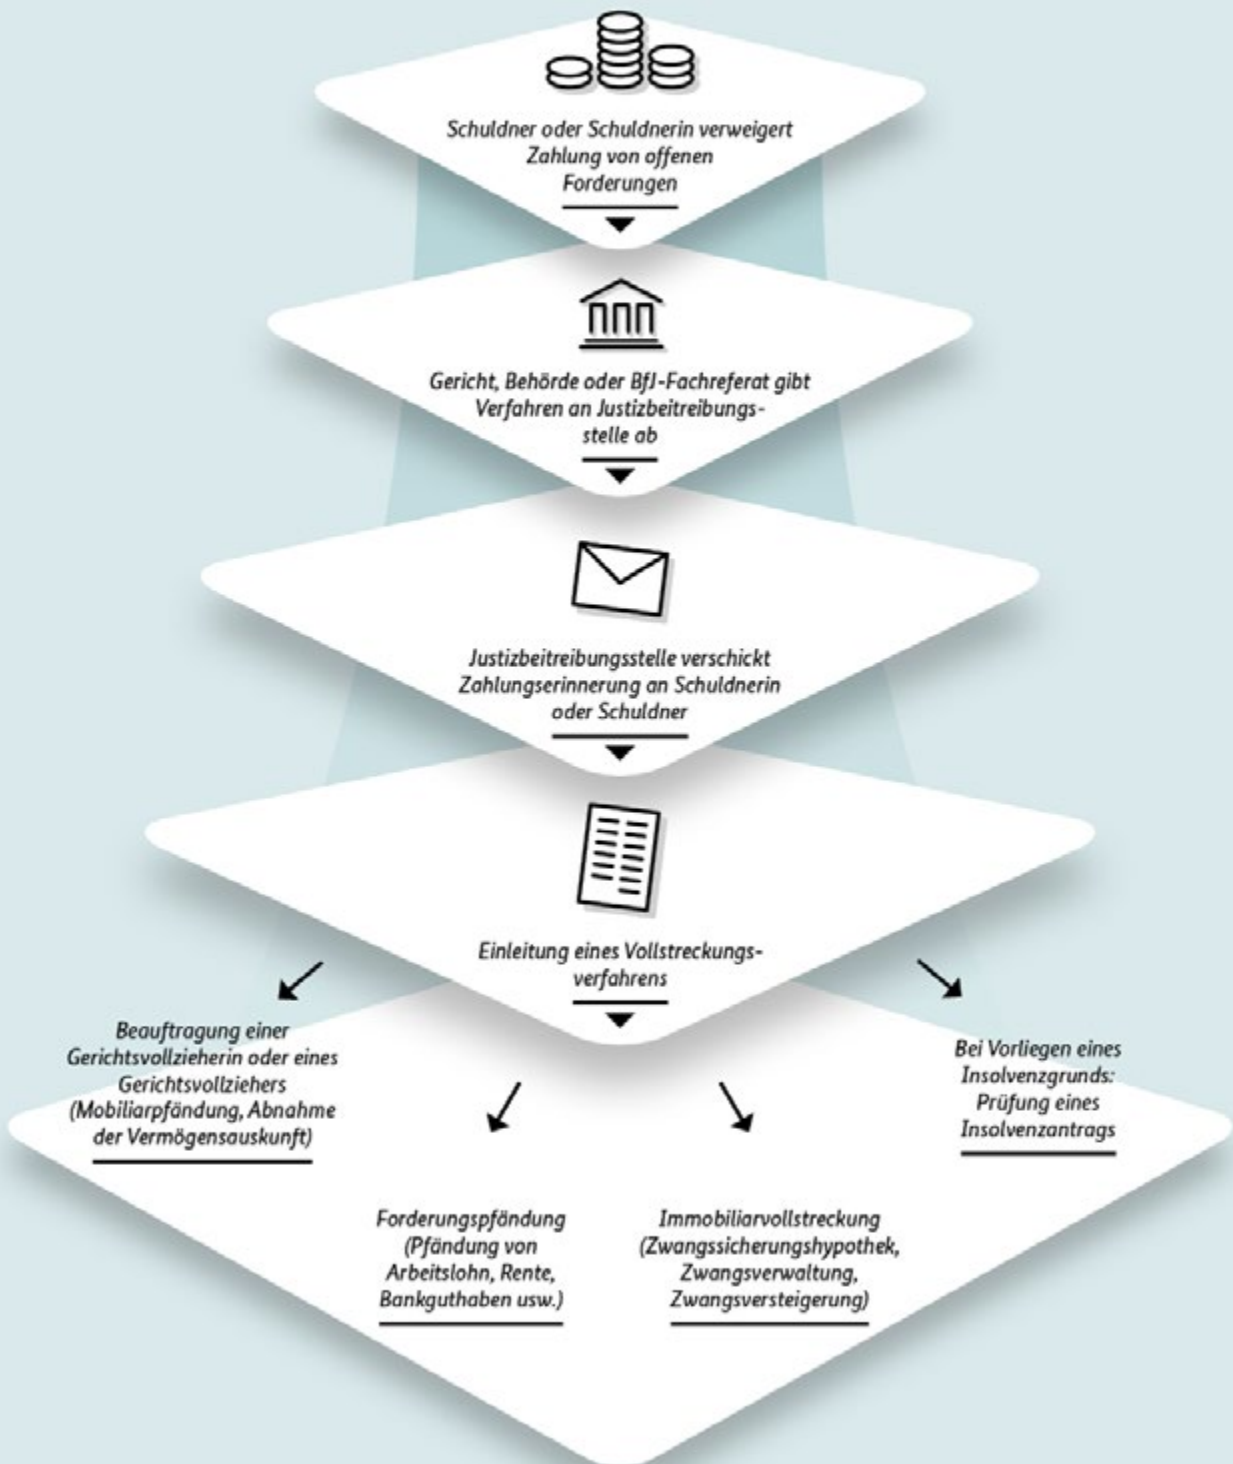 Schuldner oder Schuldnerin verweigert
Zahlung von offenen
Forderungen
Gericht, Behörde oder BfJ-Fachreferat gibt
Verfahren an Justizbeitreibungs-
stelle ab
Justizbeitreibungsstelle verschickt
Zahlungserinnerung an Schuldnerin
oder Schuldner
Einleitung eines Vollstreckungs-
verfahrens
Beauftragung einer
Gerichtsvollzieherin oder eines
Gerichtsvollziehers
(Mobiliarpfändung, Abnahme
der Vermögensauskunft)
Forderungspfändung
(Pfändung von
Arbeitslohn, Rente,
Bankguthaben usw.)
Immobiliarvollstreckung
(Zwangssicherungshypothek,
Zwangsverwaltung,
Zwangsversteigerung)
Bei Vorliegen eines
Insolvenzgrunds:
Prüfung eines
Insolvenzantrags